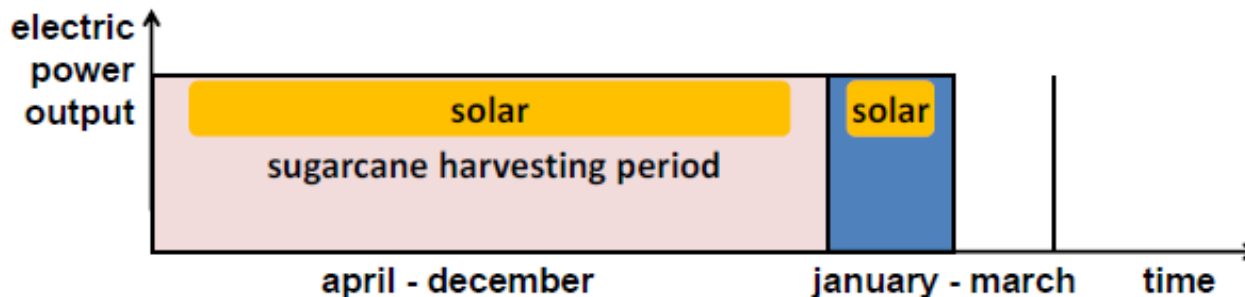 electric
power
output
solar
solar
sugarcane harvesting period
april - december
january - march
time